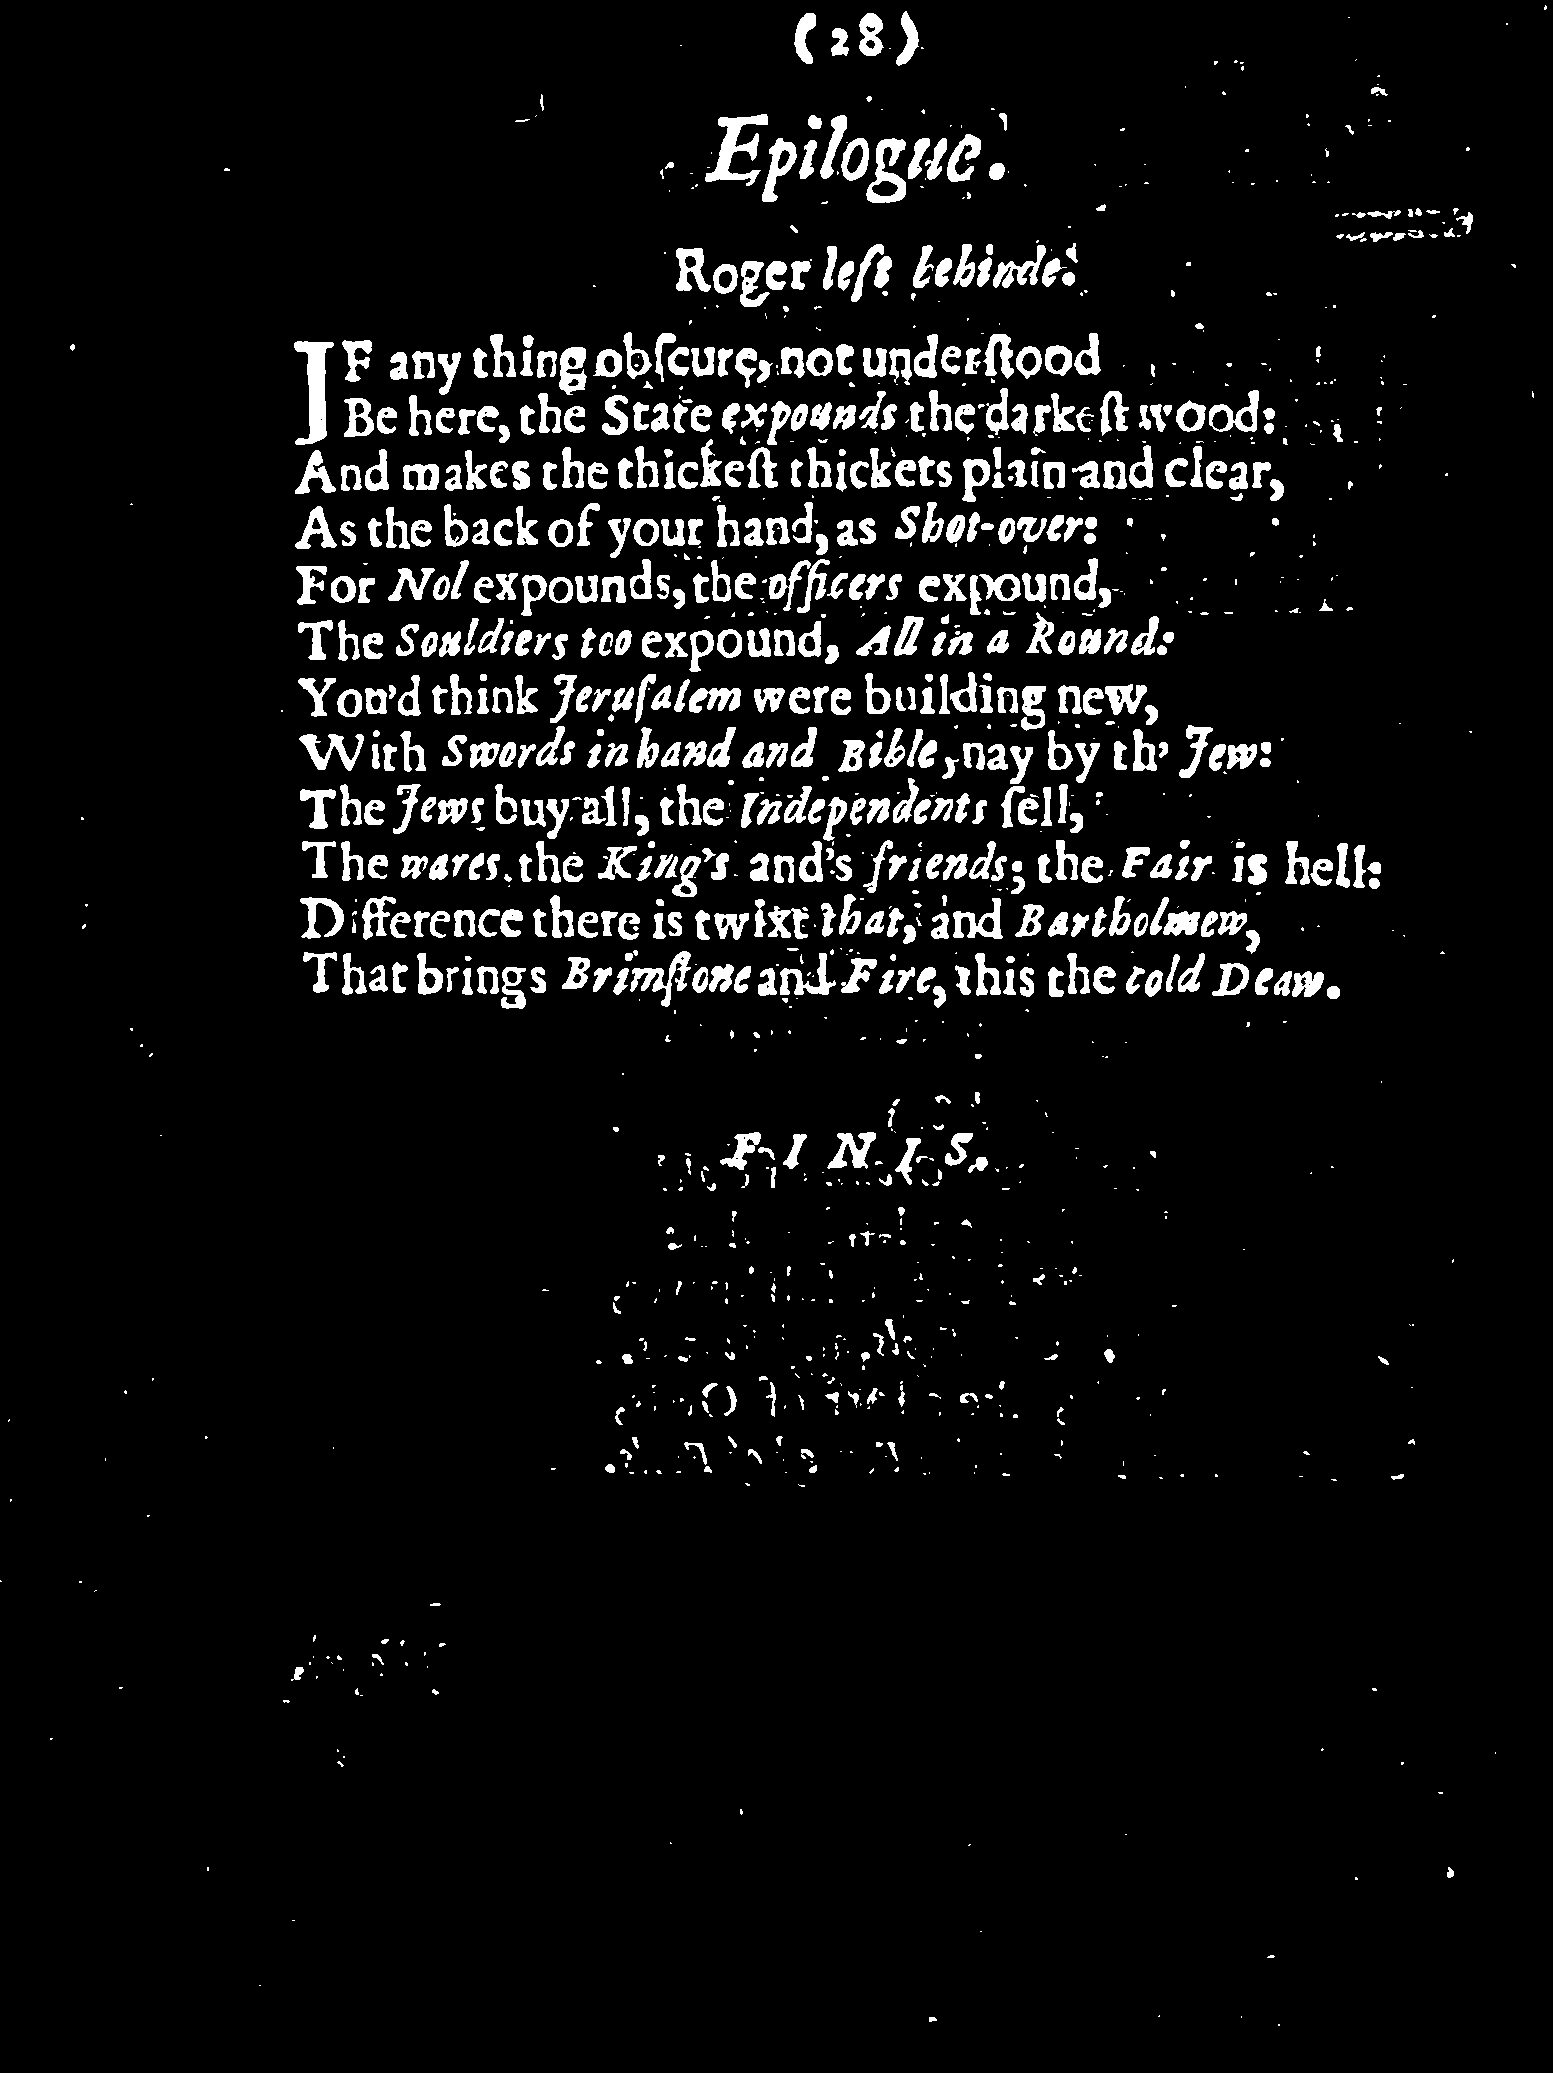 (28)
Epilogue.
Roger left behinde.
IF any thing obſcure, not underſtood
Be here, the State expounds the darkeſt wood:
And makes the thickeſt thickets plain and clear,
As the back of your hand, as Shot-over:
For Nol expounds, the officers expound,
The Souldiers too expound, All in a Round:
You'd think Jeruſalem were building new,
With Swords in hand and Bible, nay by th' Jew:
The Jews buy all, the Independents ſell,
The wares, the King's and's friends; the Fair is hell:
Difference there is twixt that, and Bartholmew,
That brings Brimſtone and Fire, this the cold Deaw.
FINIS.